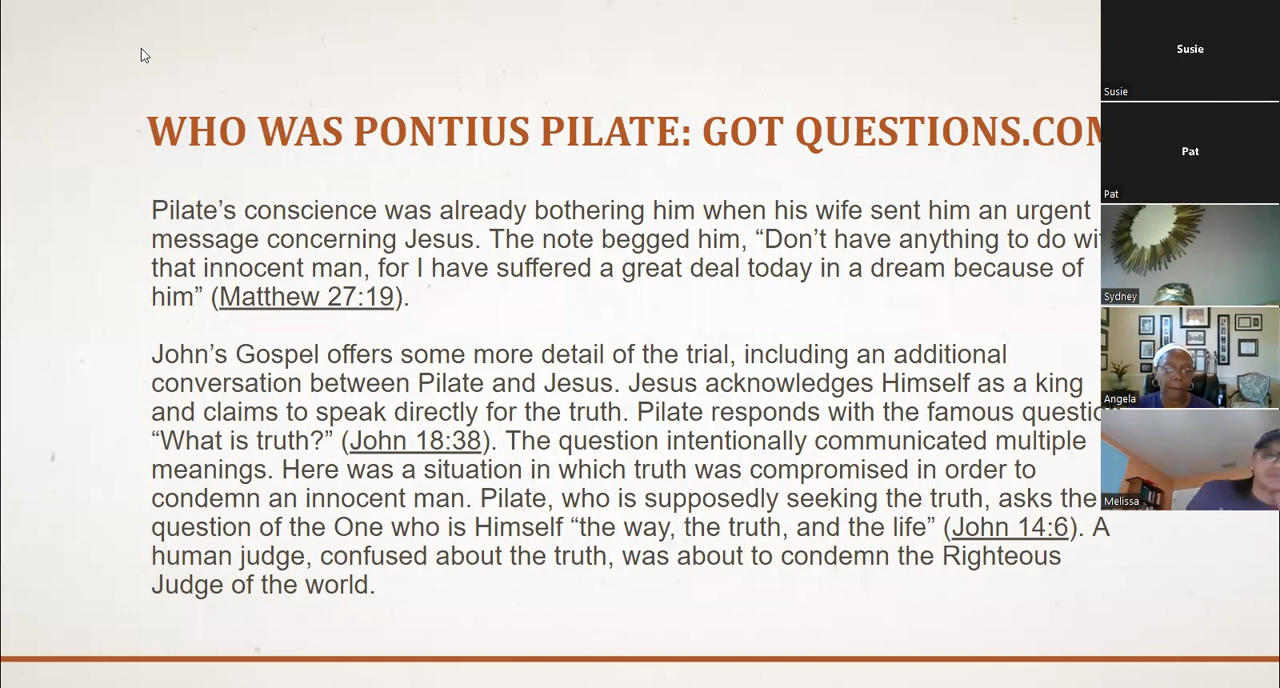 WHO WAS PONTIUS PILATE: GOT QUESTIONS.COM
Pilate’s conscience was already bothering him when his wife sent him an urgent
message concerning Jesus. The note begged him, “Don’t have anything to do wi
that innocent man, for I have suffered a great deal today in a dream because of
him” (Matthew 27:19).
John’s Gospel offers some more detail of the trial, including an additional
conversation between Pilate and Jesus. Jesus acknowledges Himself as a king
and claims to speak directly for the truth. Pilate responds with the famous questio
“What is truth?” (John 18:38). The question intentionally communicated multiple
meanings. Here was a situation in which truth was compromised in order to
condemn an innocent man. Pilate, who is supposedly seeking the truth, asks the
question of the One who is Himself “the way, the truth, and the life” (John 14:6). A
human judge, confused about the truth, was about to condemn the Righteous
Judge of the world.
Susie
Susie
Pat
Pat
Sydney
Angela
Melissa